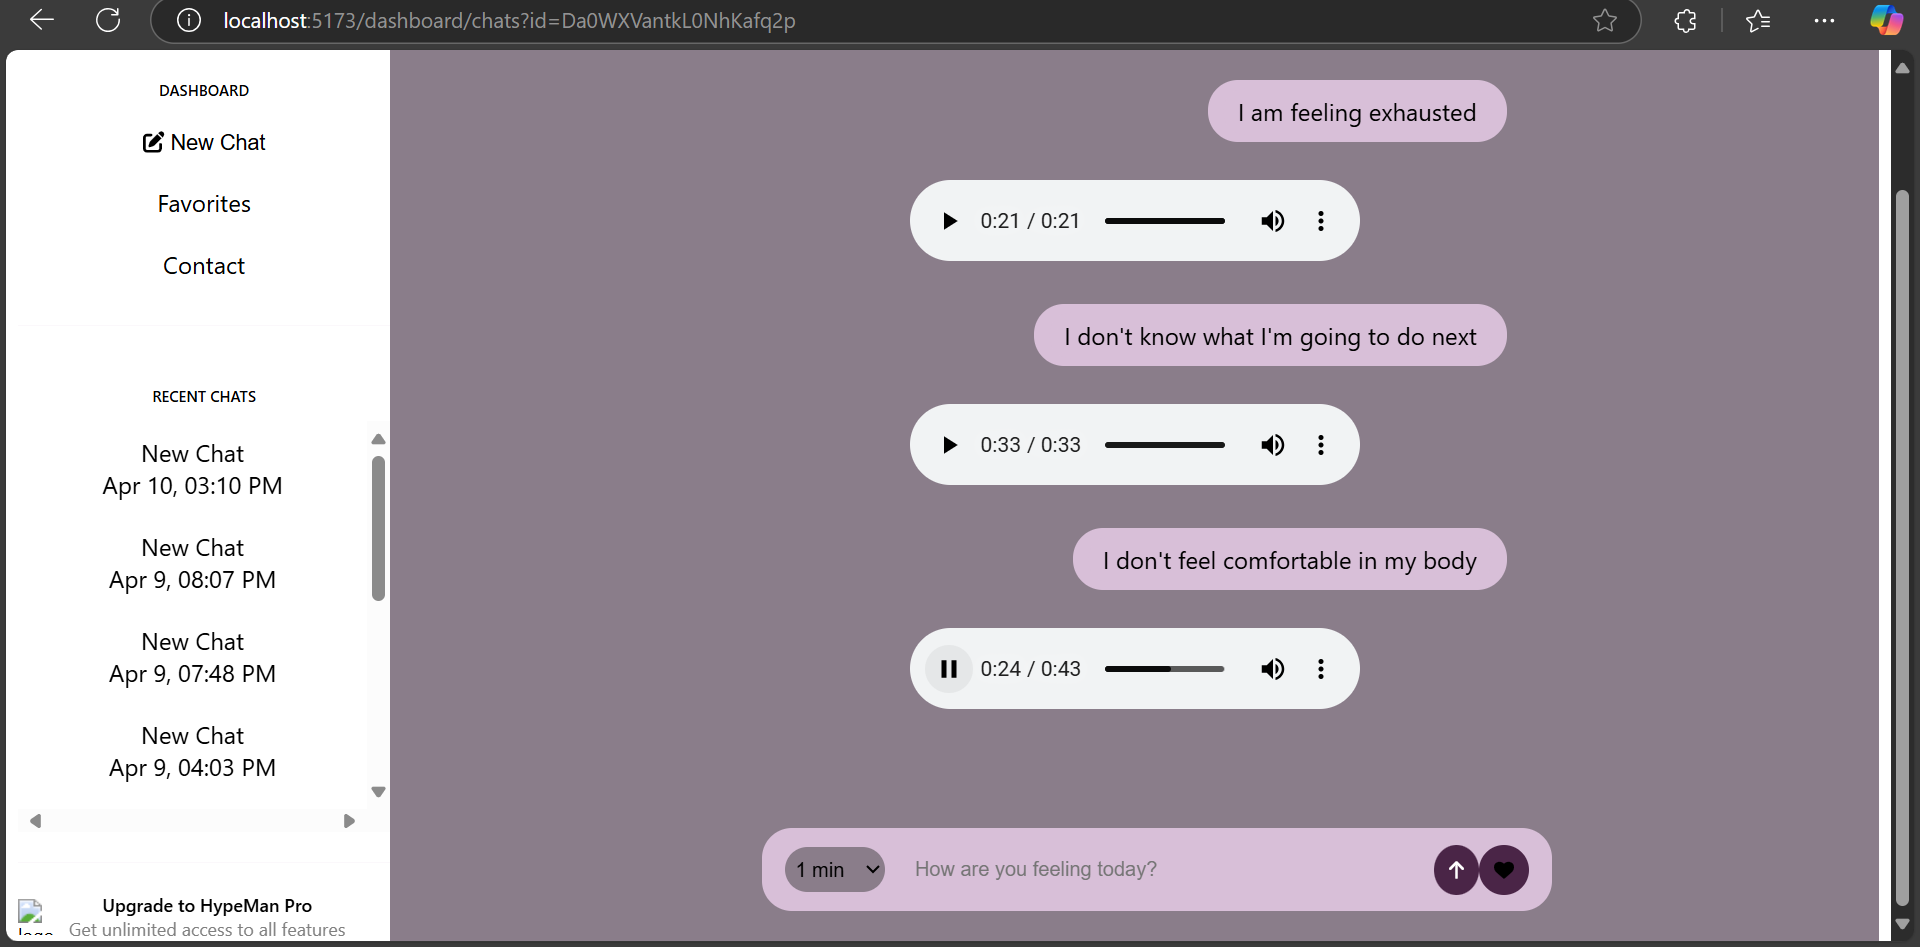 localhost:5173/dashboard/chats?id=Da0WXVantkL0NhKafq2p
DASHBOARD
New Chat
Favorites
Contact
RECENT CHATS
New Chat
Apr 10, 03:10 PM
New Chat
Apr 9, 08:07 PM
New Chat
Apr 9, 07:48 PM
New Chat
Apr 9, 04:03 PM
Upgrade to HypeMan Pro
Get unlimited access to all features
I am feeling exhausted
0:21 / 0:21
I don't know what I'm going to do next
0:33 / 0:33
I don't feel comfortable in my body
0:24 / 0:43
1 min
How are you feeling today?